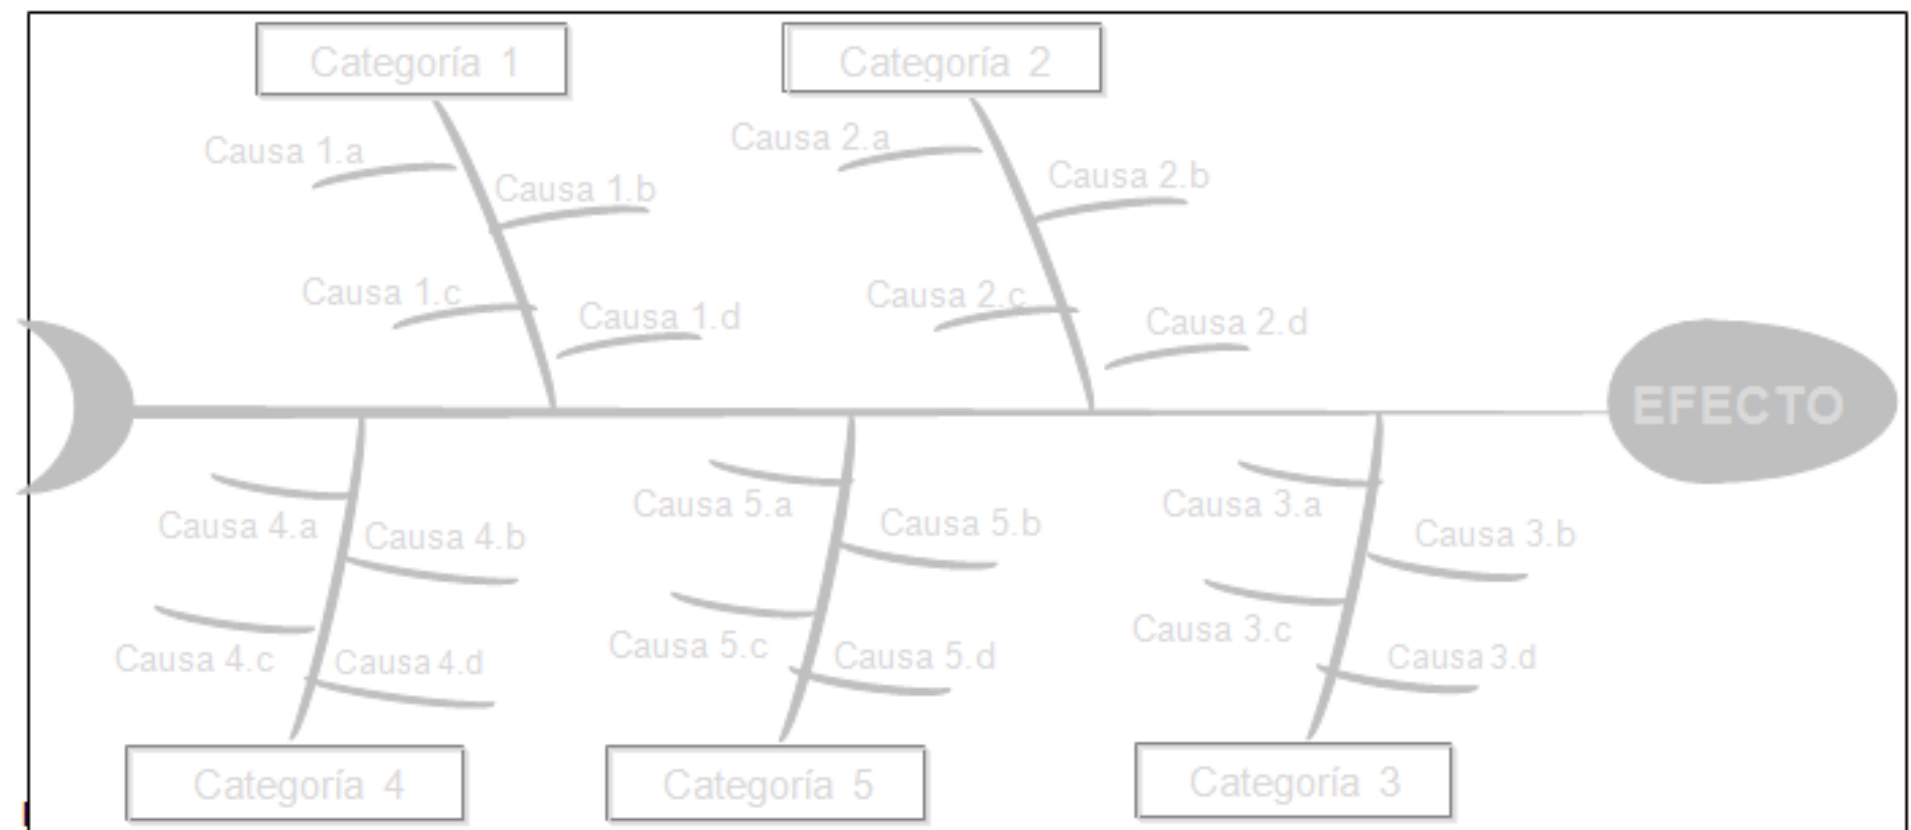 Categoría 1
Categoría 2
Causa 1.a
Causa 2.a
Causa 1.b
Causa 2.b
Causa 1.c
Causa 2.c
Causa 1.d
Causa 2.d
EFECTO
Causa 4.a
Causa 5.a
Causa 3.a
Causa 4.b
Causa 5.b
Causa 3.b
Causa 4.c
Causa 5.c
Causa 3.c
Causa 4.d
Causa 5.d
Causa 3.d
Categoría 4
Categoría 5
Categoría 3